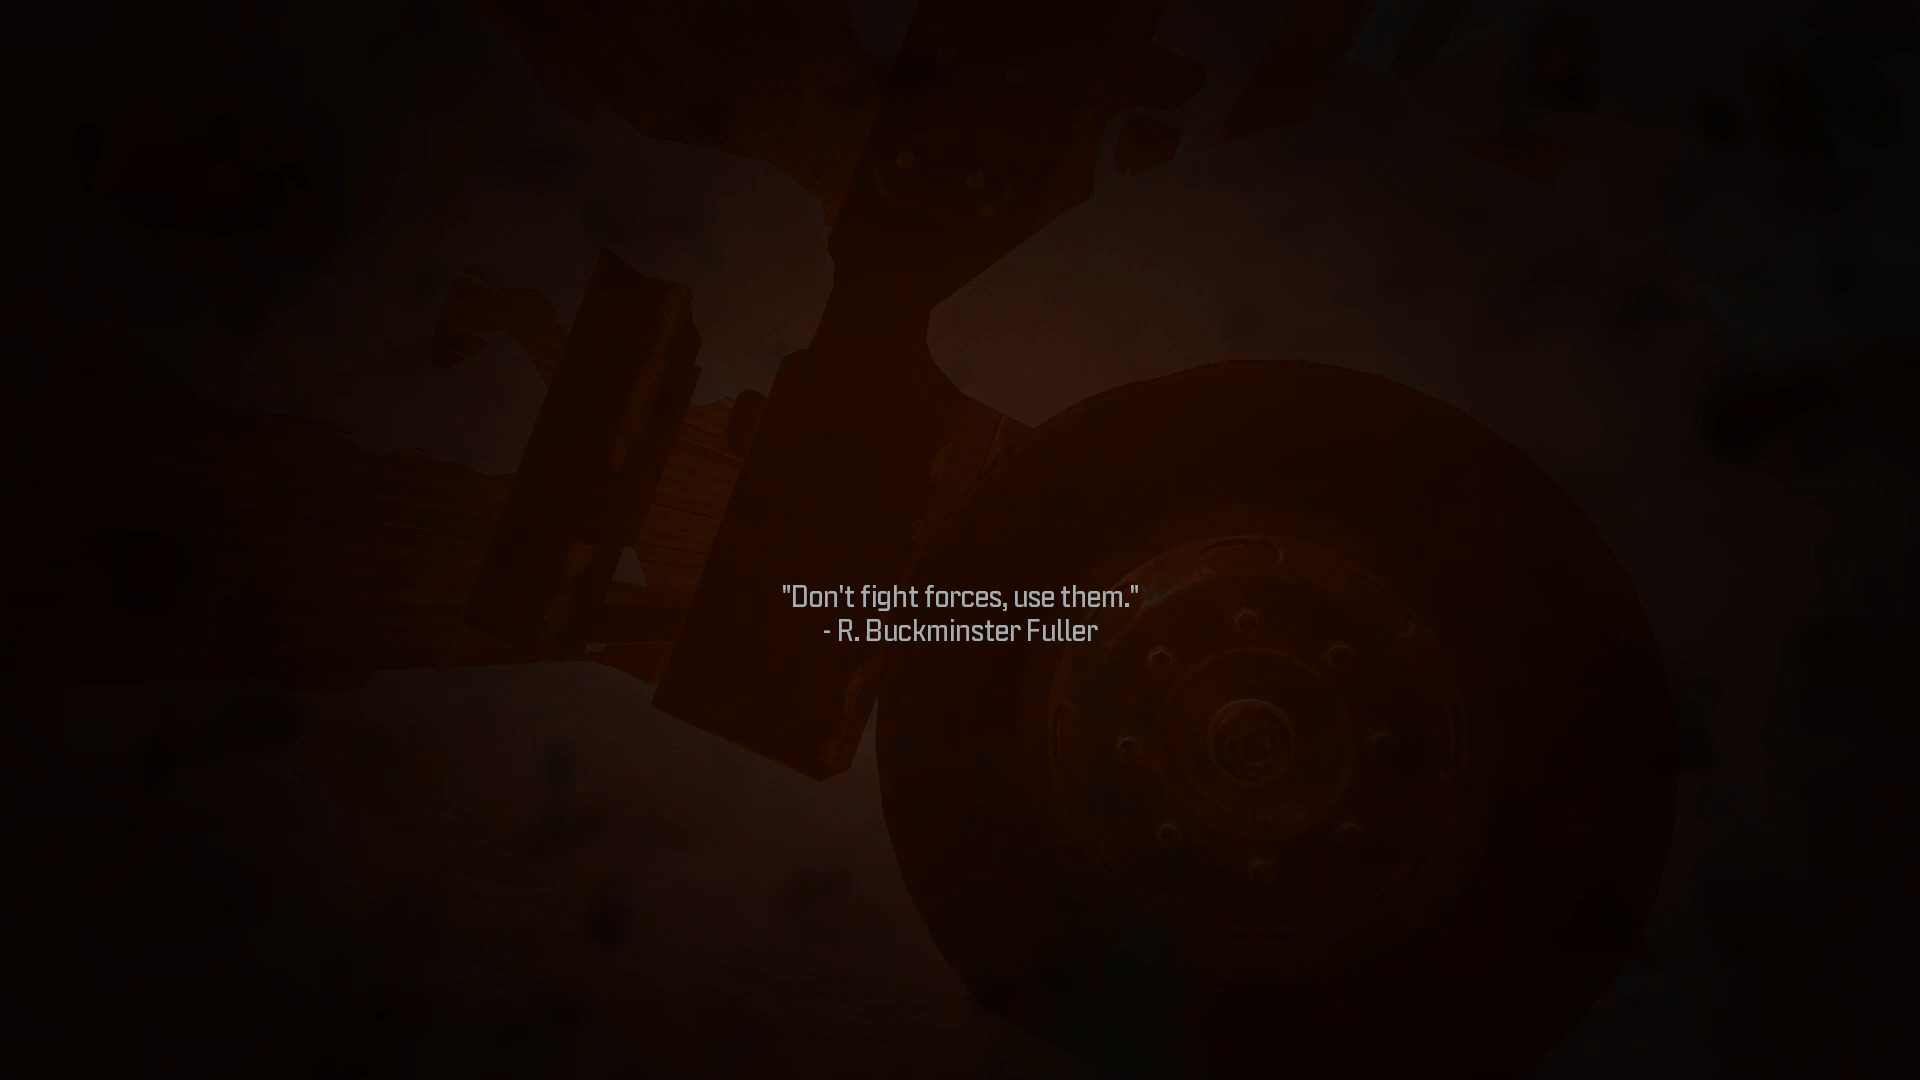 "Don't fight forces, use them."
- R. Buckminster Fuller